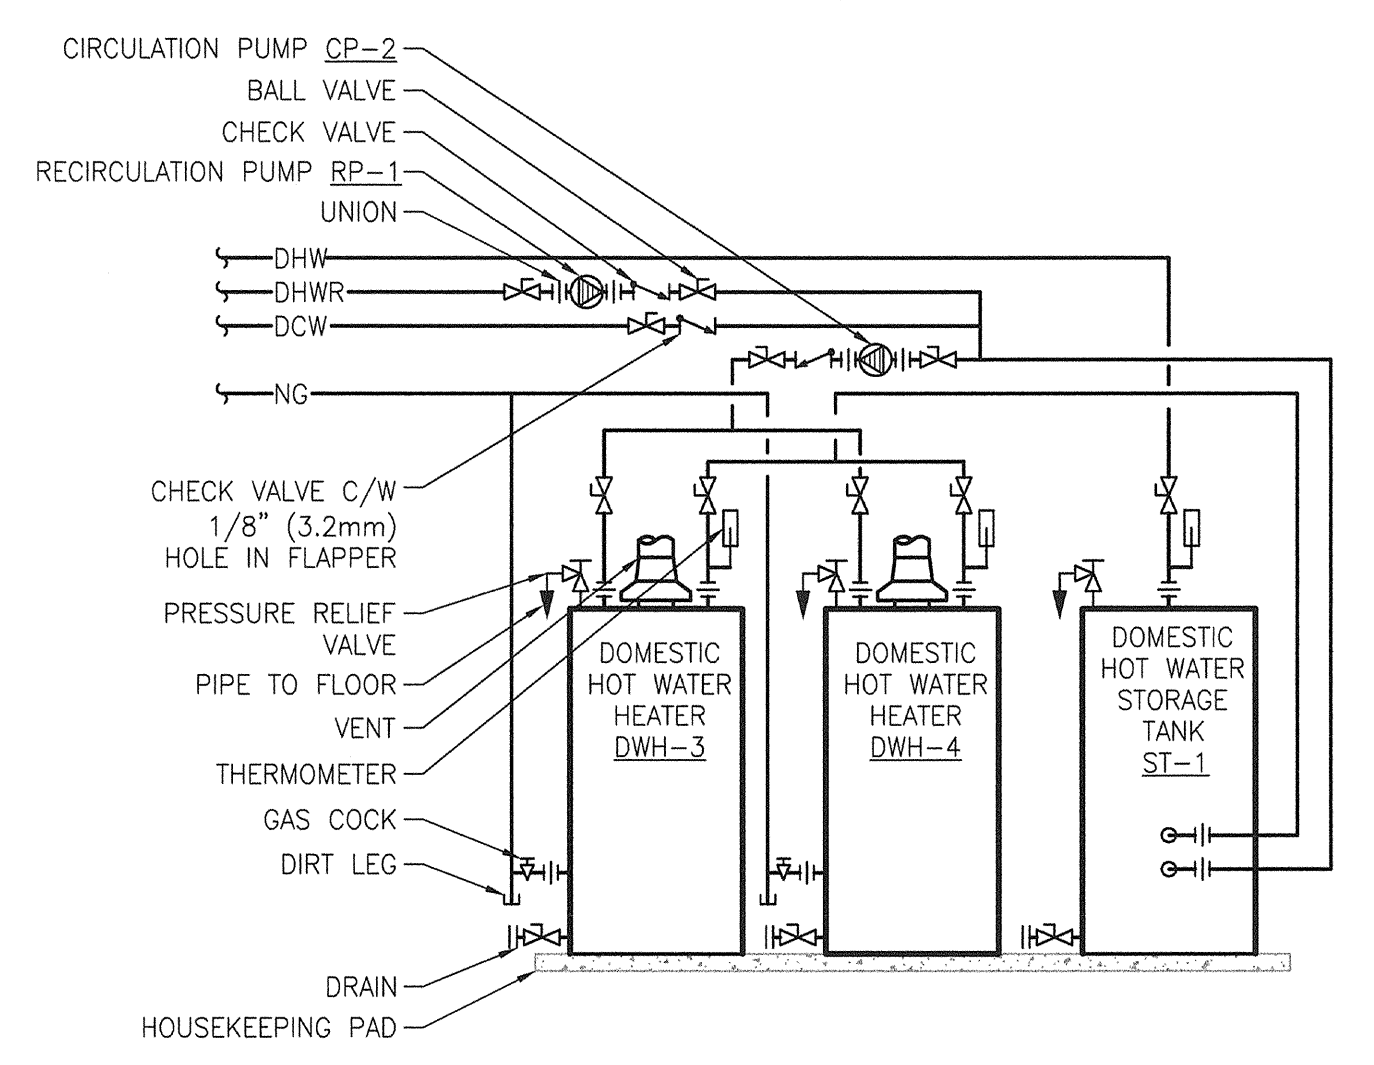 CIRCULATION PUMP CP-2
BALL VALVE
CHECK VALVE
RECIRCULATION PUMP RP-1
UNION
DHW
DHWR
DCW
NG
CHECK VALVE C/W
1/8" (3.2mm)
HOLE IN FLAPPER
PRESSURE RELIEF
VALVE
PIPE TO FLOOR
VENT
THERMOMETER
GAS COCK
DIRT LEG
DRAIN
HOUSEKEEPING PAD
DOMESTIC
HOT WATER
HEATER
DWH-3
DOMESTIC
HOT WATER
HEATER
DWH-4
DOMESTIC
HOT WATER
STORAGE
TANK
ST-1